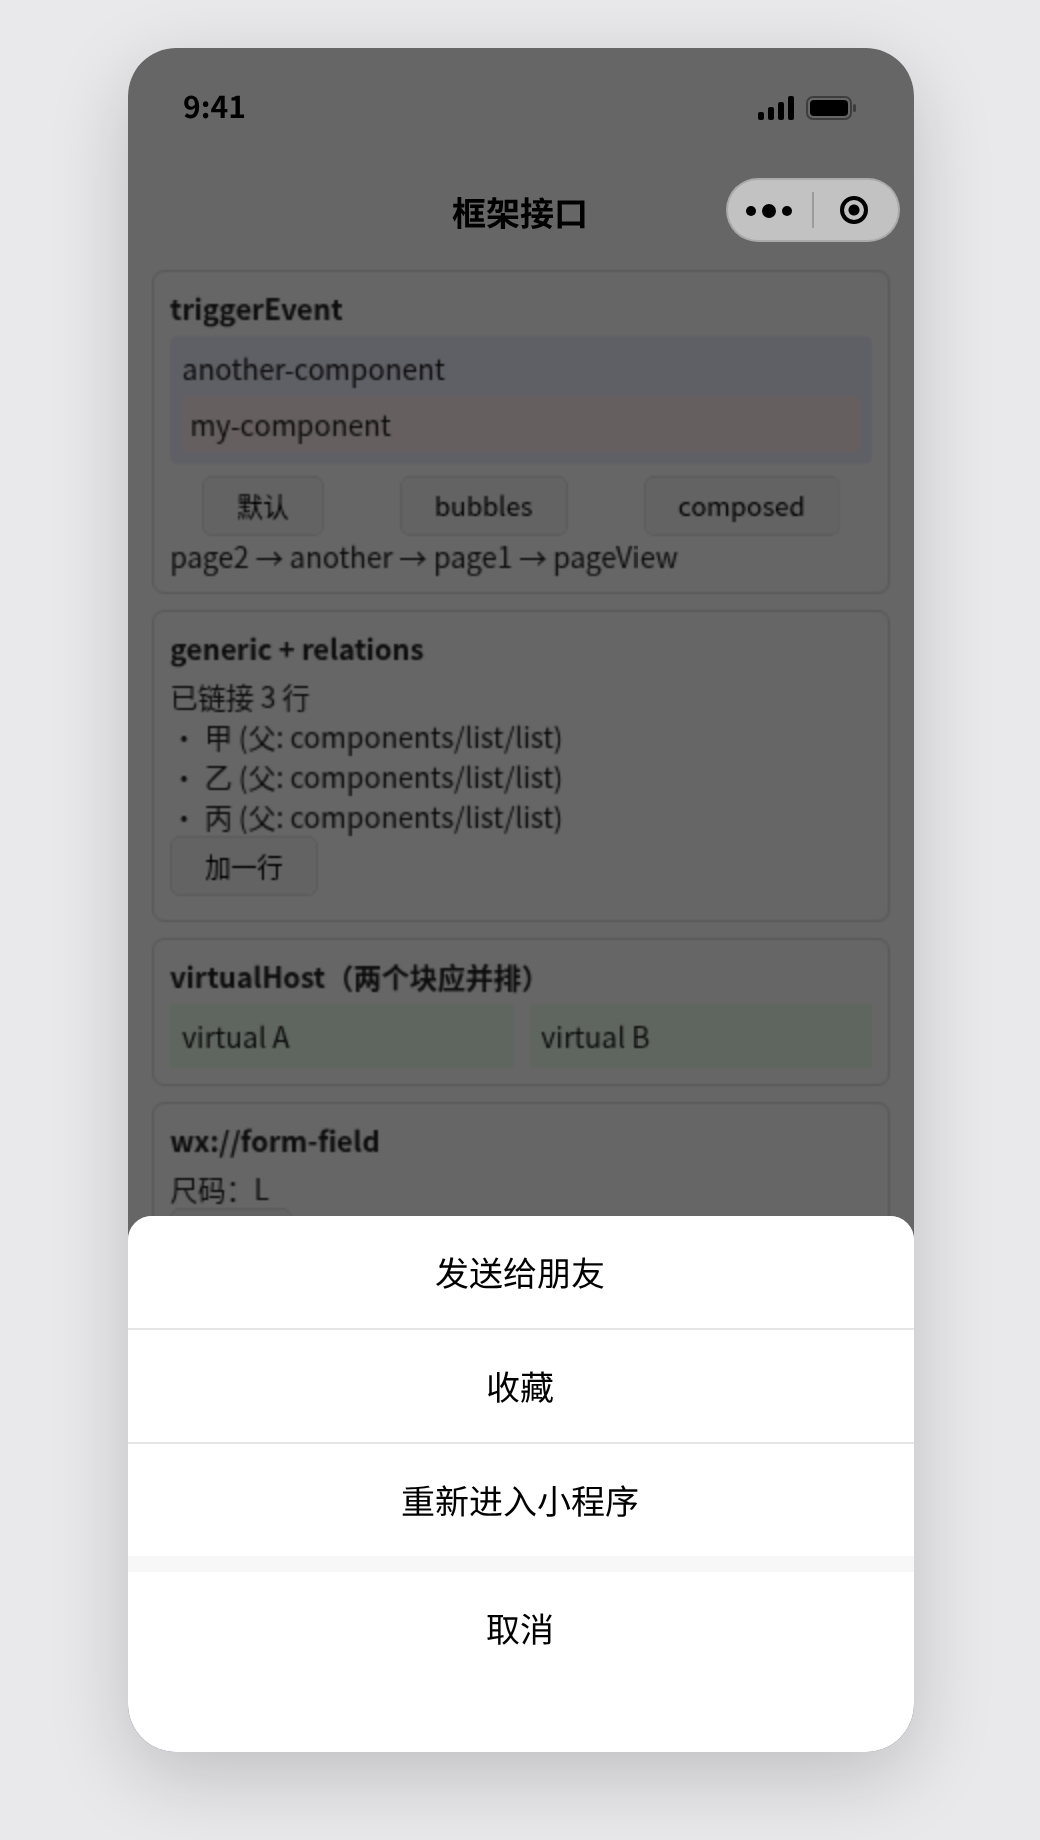 9:41
框架接口
triggerEvent
another-component
my-component
默认 bubbles composed
page2 → another → page1 → pageView
generic + relations
已链接 3 行
· 甲 (父: components/list/list)
· 乙 (父: components/list/list)
· 丙 (父: components/list/list)
加一行
virtualHost（两个块应并排）
virtual A virtual B
wx://form-field
尺码：L
发送给朋友
收藏
重新进入小程序
取消